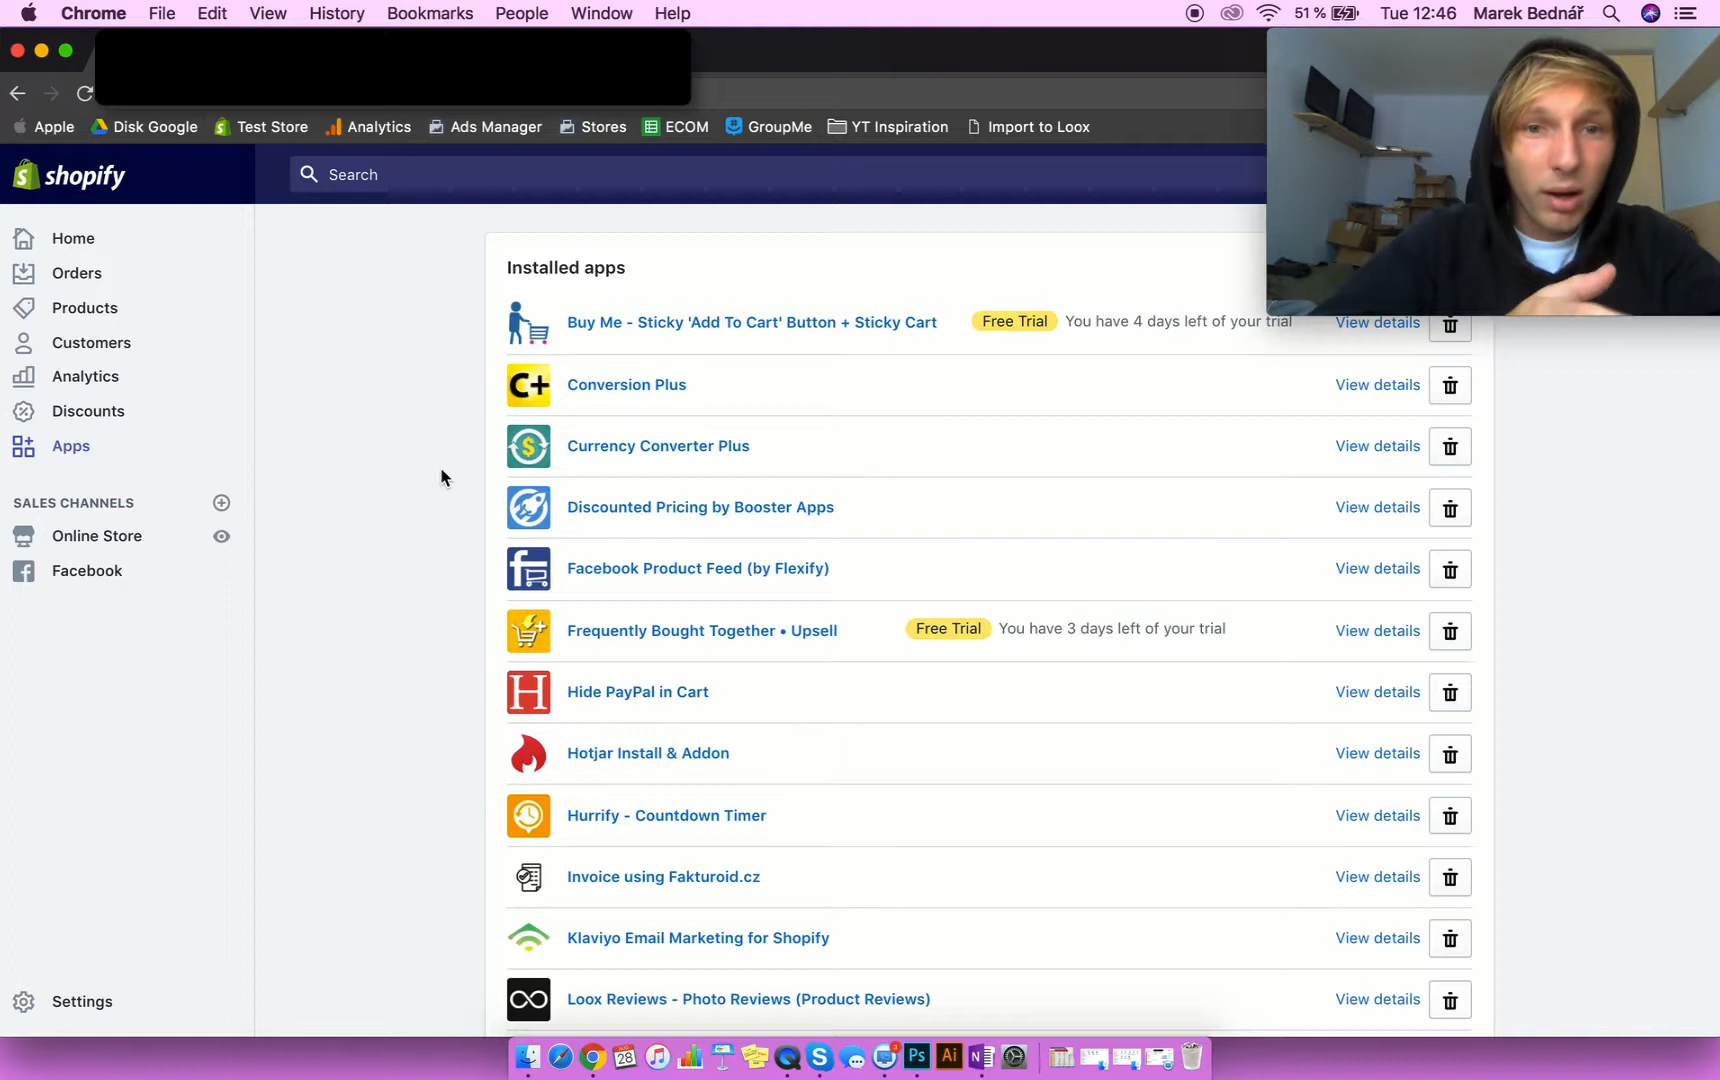 Chrome File Edit View History Bookmarks People Window Help 51 % Tue 12:46 Marek Bednář
Apple Disk Google Test Store Analytics Ads Manager Stores ECOM GroupMe YT Inspiration Import to Loox
shopify Search
Home
Orders
Products
Customers
Analytics
Discounts
Apps
SALES CHANNELS
Online Store
Facebook
Settings
Installed apps
Buy Me - Sticky 'Add To Cart' Button + Sticky Cart Free Trial You have 4 days left of your trial View details
C+ Conversion Plus View details
$ Currency Converter Plus View details
Discounted Pricing by Booster Apps View details
Facebook Product Feed (by Flexify) View details
Frequently Bought Together • Upsell Free Trial You have 3 days left of your trial View details
H Hide PayPal in Cart View details
Hotjar Install & Addon View details
Hurrify - Countdown Timer View details
Invoice using Fakturoid.cz View details
Klaviyo Email Marketing for Shopify View details
Loox Reviews - Photo Reviews (Product Reviews) View details
28 3 Ps Ai N